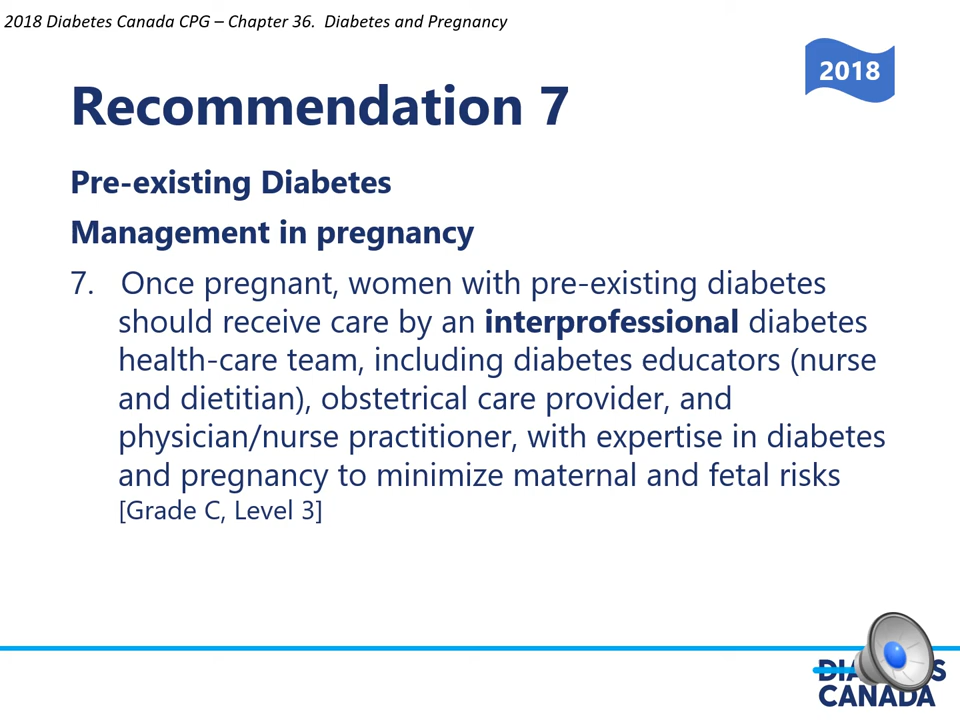 2018 Diabetes Canada CPG – Chapter 36. Diabetes and Pregnancy
2018
Recommendation 7
Pre-existing Diabetes
Management in pregnancy
7. Once pregnant, women with pre-existing diabetes
should receive care by an interprofessional diabetes
health-care team, including diabetes educators (nurse
and dietitian), obstetrical care provider, and
physician/nurse practitioner, with expertise in diabetes
and pregnancy to minimize maternal and fetal risks
[Grade C, Level 3]
CANADA